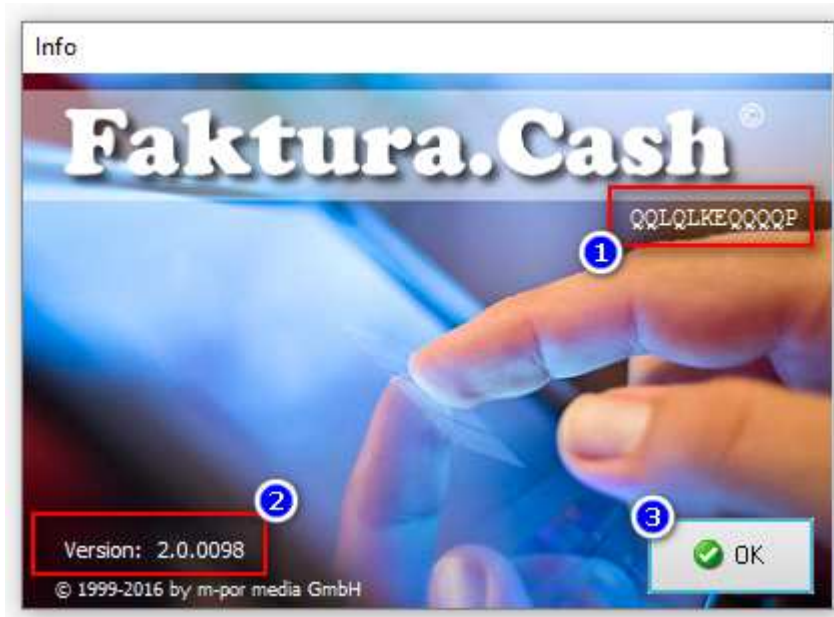 Info
Faktura.Cash®
QQLQLKEQQQQP
1
2
3
Version: 2.0.0098
OK
© 1999-2016 by m-por media GmbH